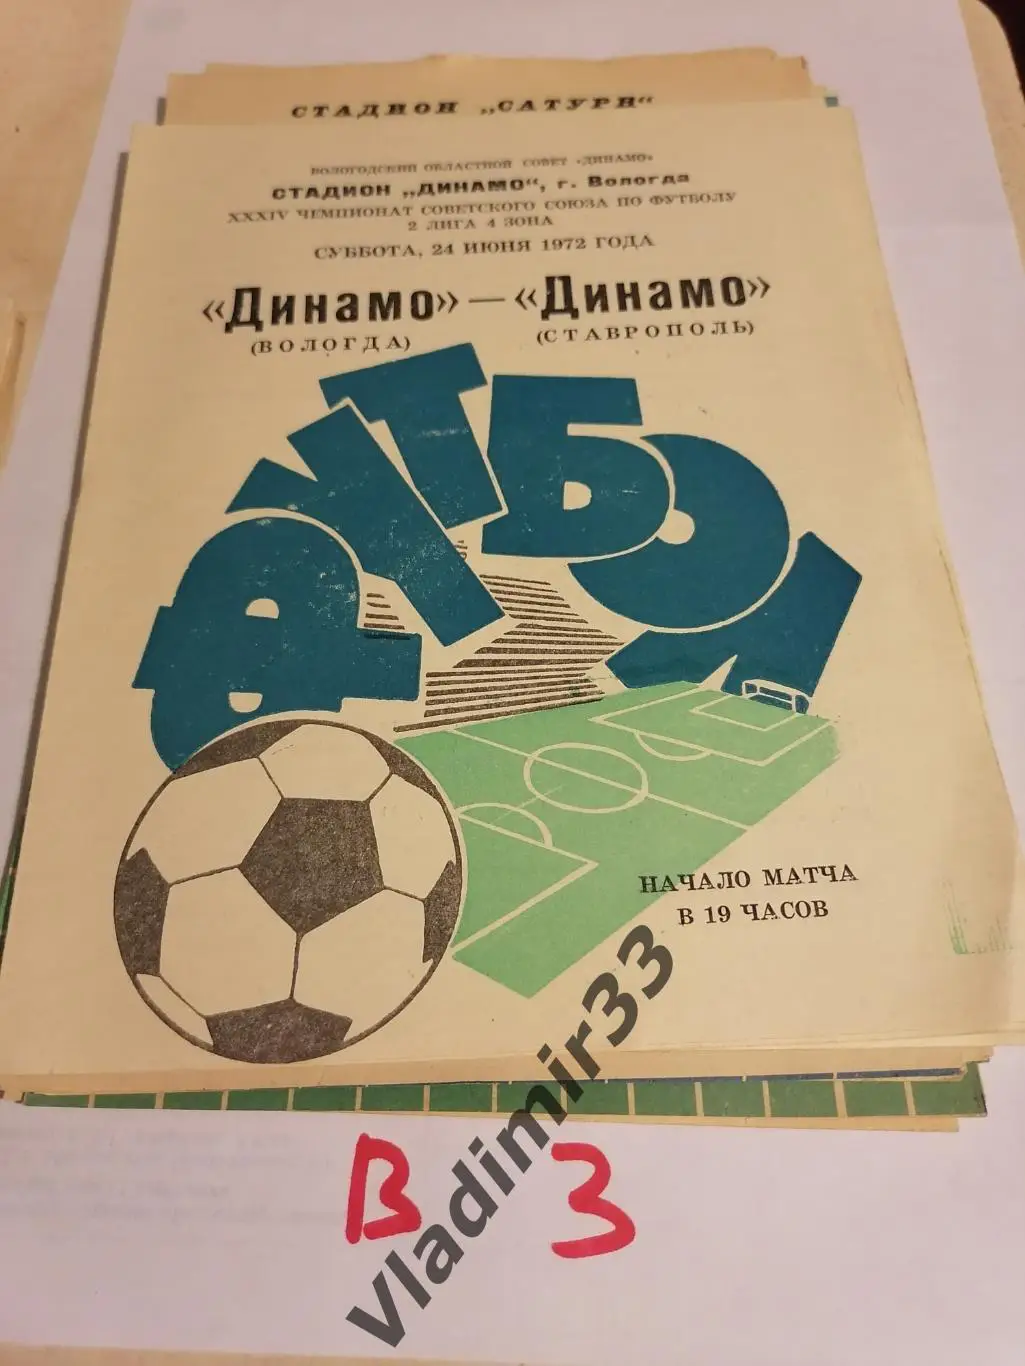 СТАДИОН „САТУРН“
ВОЛОГОДСКИЙ ОБЛАСТНОЙ СОВЕТ «ДИНАМО»
СТАДИОН „ДИНАМО“, г. Вологда
XXXIV ЧЕМПИОНАТ СОВЕТСКОГО СОЮЗА ПО ФУТБОЛУ
2 ЛИГА 4 ЗОНА
СУББОТА, 24 ИЮНЯ 1972 ГОДА
«Динамо» — «Динамо»
(ВОЛОГДА) (СТАВРОПОЛЬ)
ФУТБОЛ
НАЧАЛО МАТЧА
В 19 ЧАСОВ
В 3
vladimir33